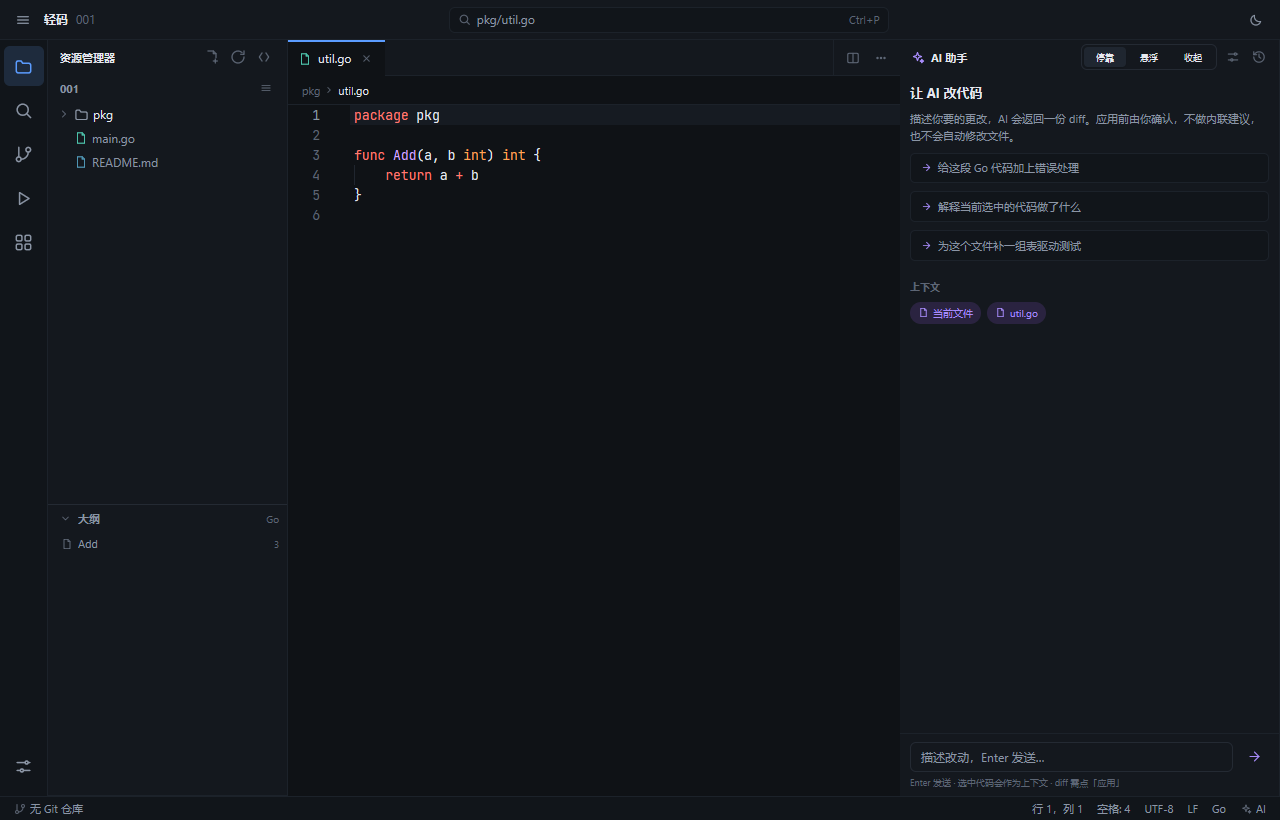 轻码 001
pkg/util.go Ctrl+P
资源管理器
001
pkg
main.go
README.md
大纲 Go
Add 3
util.go
pkg › util.go
1 package pkg
2
3 func Add(a, b int) int {
4 return a + b
5 }
6
AI 助手 停靠 悬浮 收起
让 AI 改代码
描述你要的更改，AI 会返回一份 diff。应用前由你确认，不做内联建议，
也不会自动修改文件。
→ 给这段 Go 代码加上错误处理
→ 解释当前选中的代码做了什么
→ 为这个文件补一组表驱动测试
上下文
当前文件 util.go
描述改动，Enter 发送...
Enter 发送 · 选中代码会作为上下文 · diff 需点「应用」
无 Git 仓库 行 1，列 1 空格: 4 UTF-8 LF Go AI